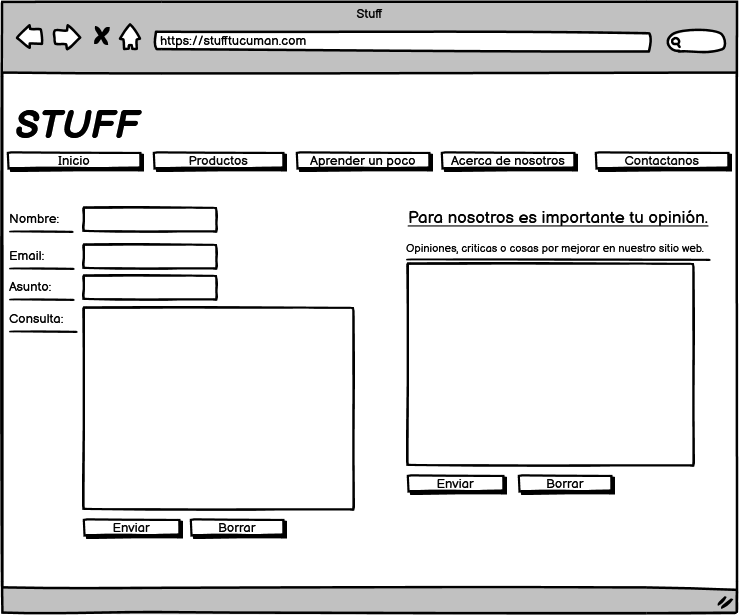 Stuff
https://stufftucuman.com
STUFF
Inicio
Productos
Aprender un poco
Acerca de nosotros
Contactanos
Nombre:
Email:
Asunto:
Consulta:
Enviar
Borrar
Para nosotros es importante tu opinión.
Opiniones, criticas o cosas por mejorar en nuestro sitio web.
Enviar
Borrar